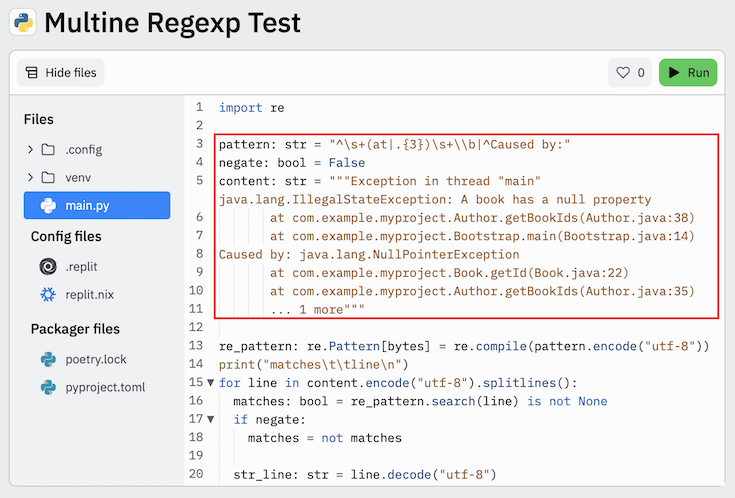 Multine Regexp Test
Hide files
0
Run
Files
.config
venv
main.py
Config files
.replit
replit.nix
Packager files
poetry.lock
pyproject.toml
1 import re
2
3 pattern: str = "^\s+(at|.{3})\s+\\b|^Caused by:"
4 negate: bool = False
5 content: str = """Exception in thread "main"
java.lang.IllegalStateException: A book has a null property
6 at com.example.myproject.Author.getBookIds(Author.java:38)
7 at com.example.myproject.Bootstrap.main(Bootstrap.java:14)
8 Caused by: java.lang.NullPointerException
9 at com.example.myproject.Book.getId(Book.java:22)
10 at com.example.myproject.Author.getBookIds(Author.java:35)
11 ... 1 more"""
12
13 re_pattern: re.Pattern[bytes] = re.compile(pattern.encode("utf-8"))
14 print("matches\t\tline\n")
15 for line in content.encode("utf-8").splitlines():
16 matches: bool = re_pattern.search(line) is not None
17 if negate:
18 matches = not matches
19
20 str_line: str = line.decode("utf-8")